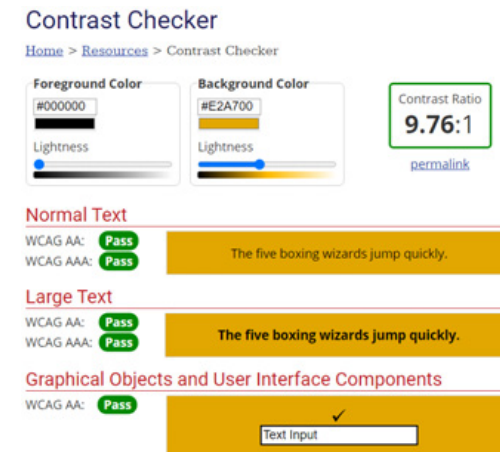 Contrast Checker
Home > Resources > Contrast Checker
Foreground Color
#000000
Lightness
Background Color
#E2A700
Lightness
Contrast Ratio
9.76:1
permalink
Normal Text
WCAG AA: Pass
WCAG AAA: Pass
The five boxing wizards jump quickly.
Large Text
WCAG AA: Pass
WCAG AAA: Pass
The five boxing wizards jump quickly.
Graphical Objects and User Interface Components
WCAG AA: Pass
✓
Text Input